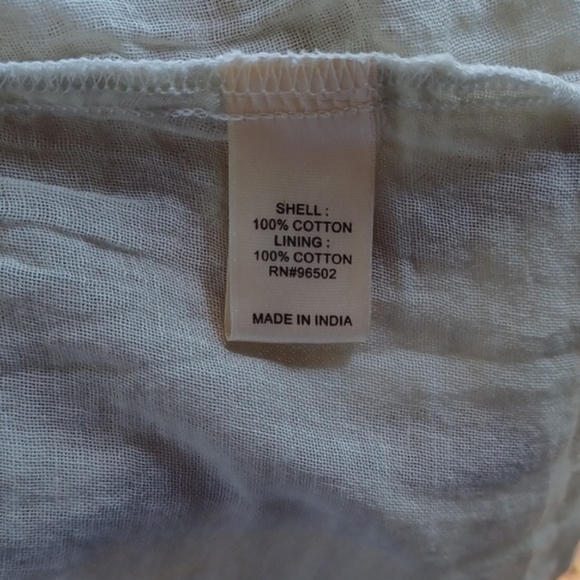 SHELL :
100% COTTON
LINING :
100% COTTON
RN#96502
MADE IN INDIA